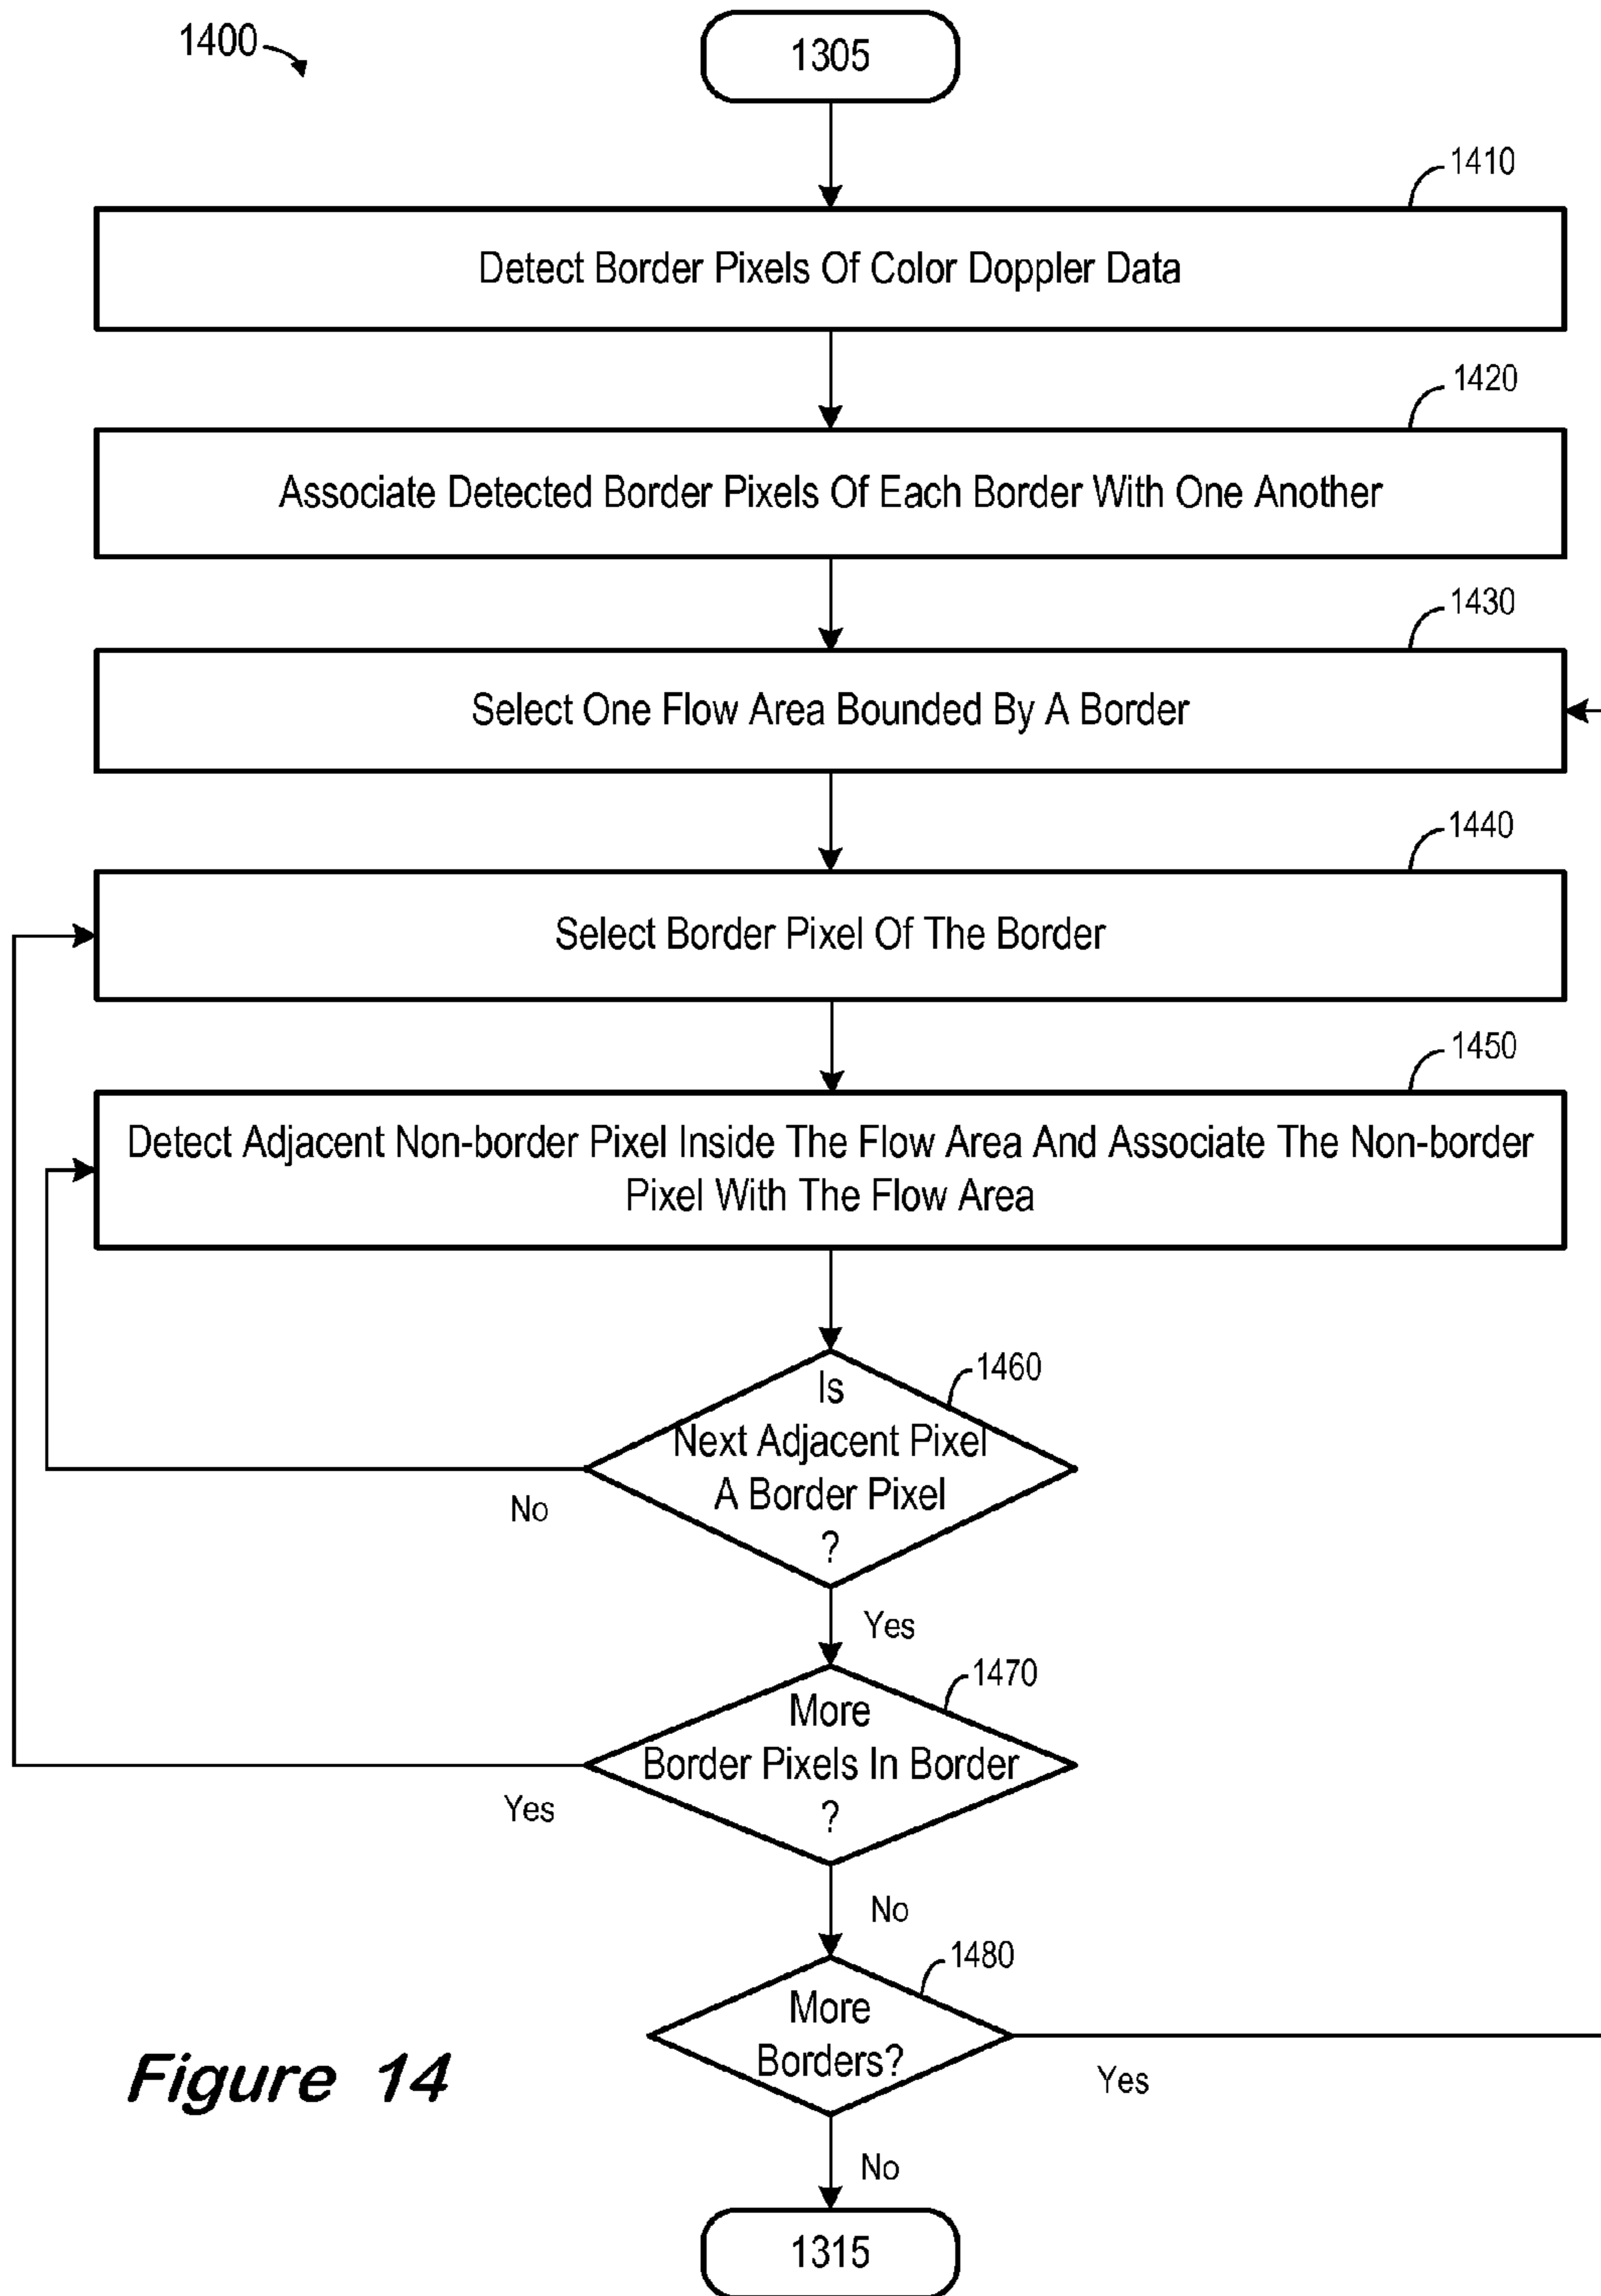 1400
1305
1410
Detect Border Pixels Of Color Doppler Data
1420
Associate Detected Border Pixels Of Each Border With One Another
1430
Select One Flow Area Bounded By A Border
1440
Select Border Pixel Of The Border
1450
Detect Adjacent Non-border Pixel Inside The Flow Area And Associate The Non-border
Pixel With The Flow Area
1460
Is
Next Adjacent Pixel
A Border Pixel
?
No
Yes
1470
More
Border Pixels In Border
?
Yes
No
1480
More
Borders?
Yes
No
Figure 14
1315